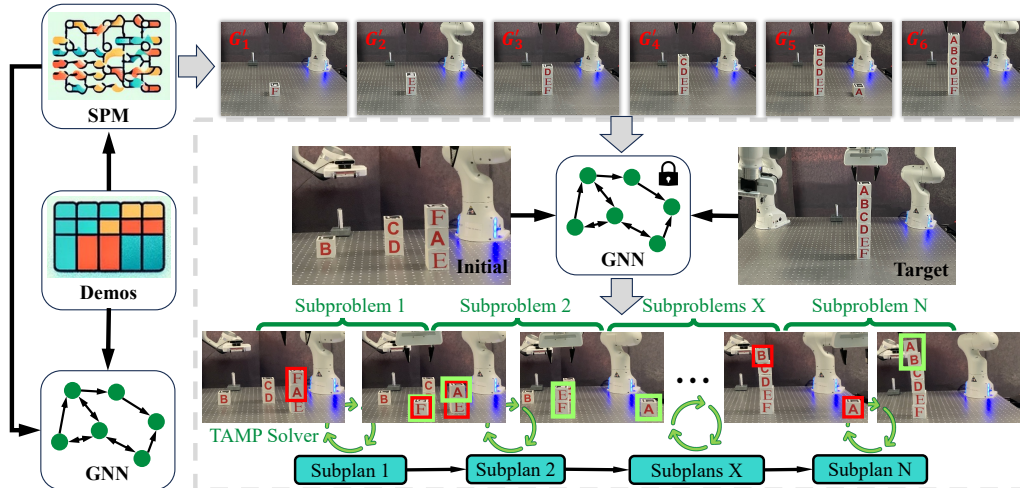 SPM
Demos
GNN
G'1
G'2
G'3
G'4
G'5
G'6
F
E
F
D
E
F
C
D
E
F
B
C
D
E
F
A
A
B
C
D
E
F
B
C
D
F
A
E
Initial
GNN
A
B
C
D
E
F
Target
Subproblem 1
Subproblem 2
Subproblems X
Subproblem N
B
C
D
F
A
E
B
C
F
A
E
B
E
F
A
...
B
C
D
E
F
A
A
B
C
D
E
F
TAMP Solver
Subplan 1
Subplan 2
Subplans X
Subplan N